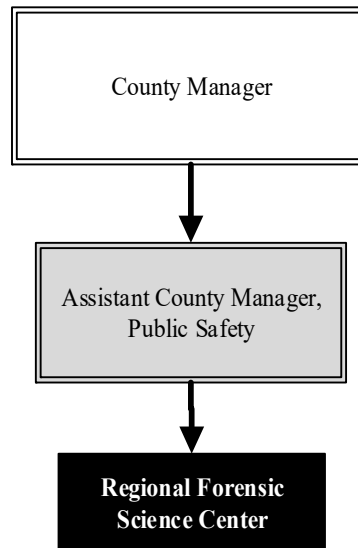 County Manager
Assistant County Manager,
Public Safety
Regional Forensic
Science Center